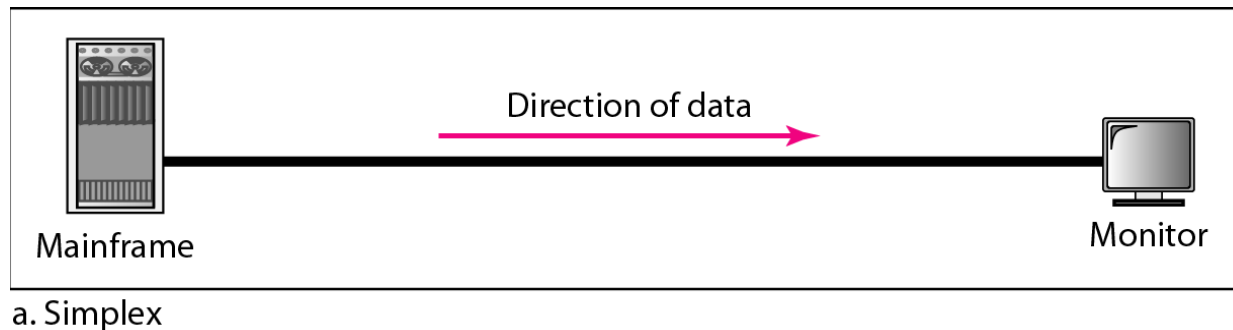 Direction of data
Mainframe
Monitor
a. Simplex